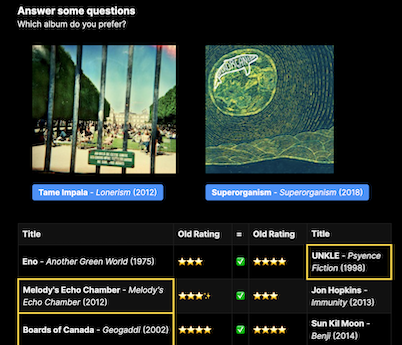 Answer some questions
Which album do you prefer?
Tame Impala - Lonerism (2012)
Superorganism - Superorganism (2018)
Title Old Rating = Old Rating Title
Eno - Another Green World (1975)
UNKLE - Psyence
Fiction (1998)
Melody's Echo Chamber - Melody's
Echo Chamber (2012)
Jon Hopkins -
Immunity (2013)
Boards of Canada - Geogaddi (2002)
Sun Kil Moon -
Benji (2014)